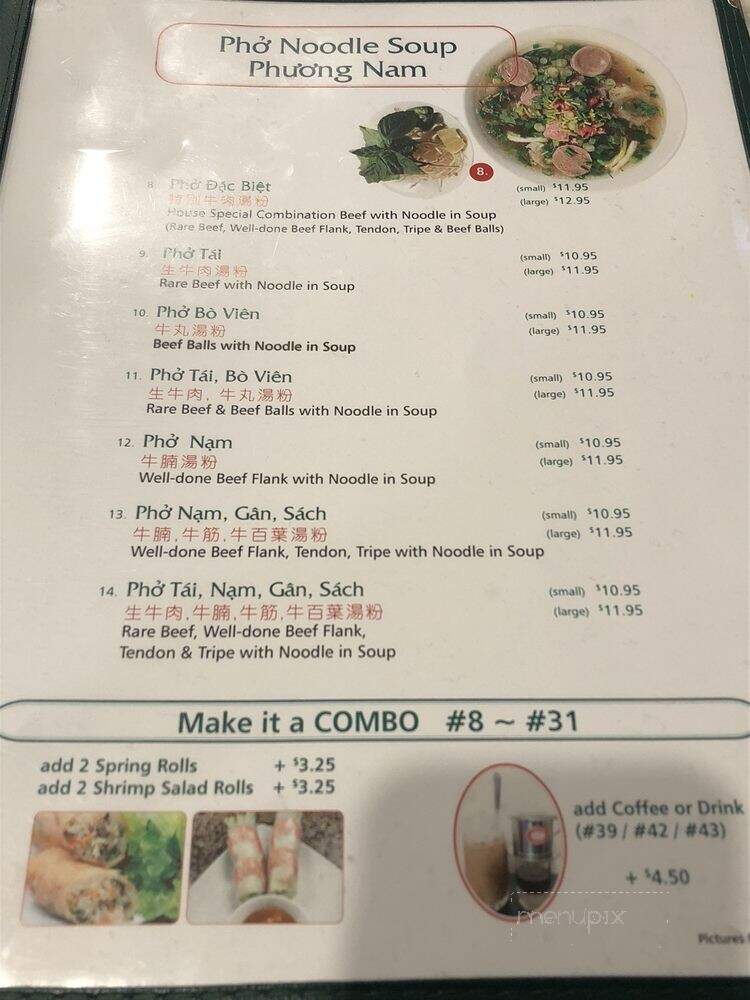 Phở Noodle Soup
Phương Nam
8.
8. Phở Đặc Biệt (small) $11.95
特別牛肉湯粉 (large) $12.95
House Special Combination Beef with Noodle in Soup
(Rare Beef, Well-done Beef Flank, Tendon, Tripe & Beef Balls)
9. Phở Tái (small) $10.95
生牛肉湯粉 (large) $11.95
Rare Beef with Noodle in Soup
10. Phở Bò Viên (small) $10.95
牛丸湯粉 (large) $11.95
Beef Balls with Noodle in Soup
11. Phở Tái, Bò Viên (small) $10.95
生牛肉, 牛丸湯粉 (large) $11.95
Rare Beef & Beef Balls with Noodle in Soup
12. Phở Nạm (small) $10.95
牛腩湯粉 (large) $11.95
Well-done Beef Flank with Noodle in Soup
13. Phở Nạm, Gân, Sách (small) $10.95
牛腩,牛筋,牛百葉湯粉 (large) $11.95
Well-done Beef Flank, Tendon, Tripe with Noodle in Soup
14. Phở Tái, Nạm, Gân, Sách (small) $10.95
生牛肉,牛腩,牛筋,牛百葉湯粉 (large) $11.95
Rare Beef, Well-done Beef Flank,
Tendon & Tripe with Noodle in Soup
Make it a COMBO #8 ~ #31
add 2 Spring Rolls + $3.25
add 2 Shrimp Salad Rolls + $3.25
add Coffee or Drink
(#39 / #42 / #43)
+ $4.50
menupix
Pictures